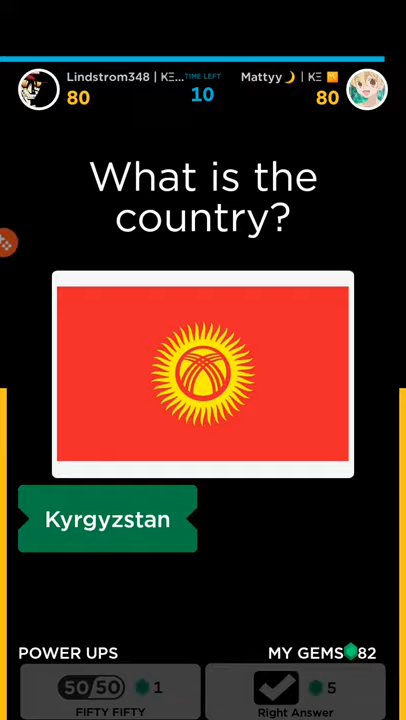 Lindstrom348 | KΞ...
TIME LEFT
Mattyy🌙 | KΞ
80
10
80
What is the
country?
Kyrgyzstan
POWER UPS
MY GEMS 82
50/50
1
5
FIFTY FIFTY
Right Answer